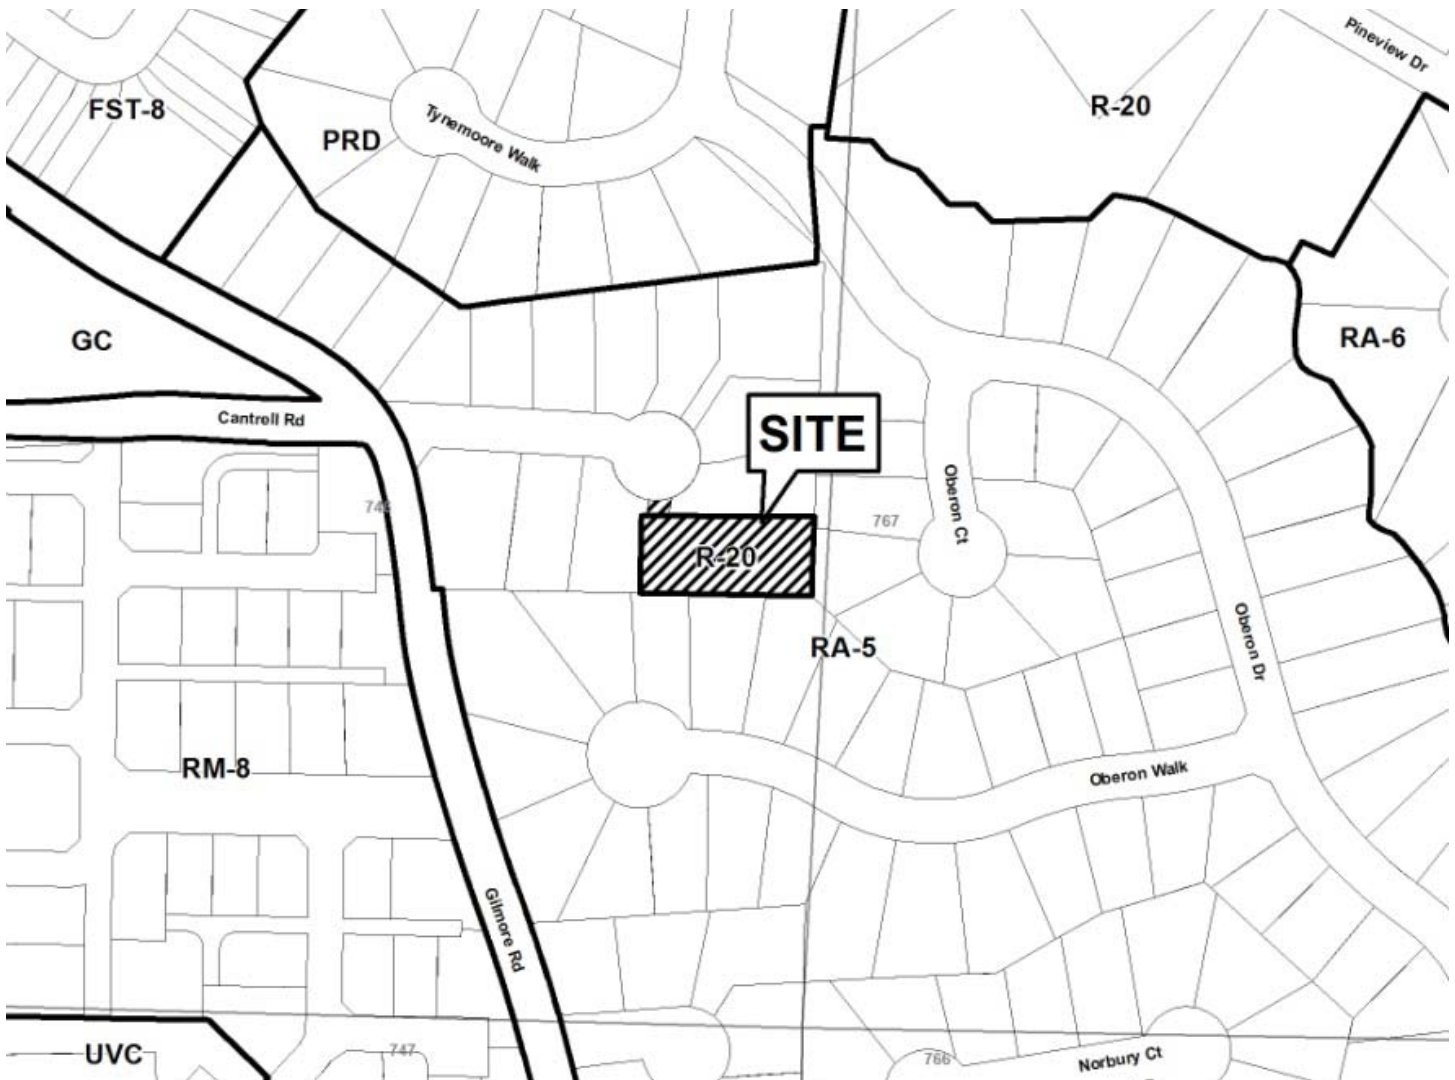 Pineview Dr
FST-8
R-20
Tynemoore Walk
PRD
GC
RA-6
Cantrell Rd
SITE
Oberon Ct
767
R-20
Oberon Dr
RA-5
RM-8
Oberon Walk
Gilmore Rd
UVC
747
766
Norbury Ct